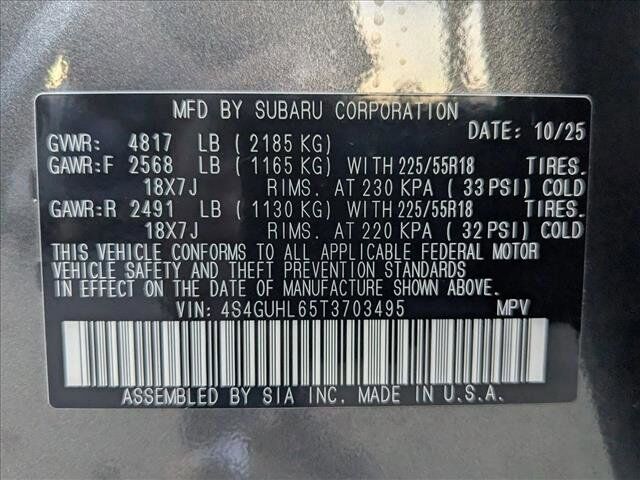 MFD BY SUBARU CORPORATION
DATE: 10/25
GVWR: 4817 LB (2185 KG)
GAWR:F 2568 LB (1165 KG) WITH 225/55R18 TIRES.
18X7J RIMS. AT 230 KPA (33 PSI) COLD
GAWR:R 2491 LB (1130 KG) WITH 225/55R18 TIRES.
18X7J RIMS. AT 220 KPA (32 PSI) COLD
THIS VEHICLE CONFORMS TO ALL APPLICABLE FEDERAL MOTOR
VEHICLE SAFETY AND THEFT PREVENTION STANDARDS
IN EFFECT ON THE DATE OF MANUFACTURE SHOWN ABOVE.
VIN: 4S4GUHL65T3703495 MPV
ASSEMBLED BY SIA INC. MADE IN U.S.A.